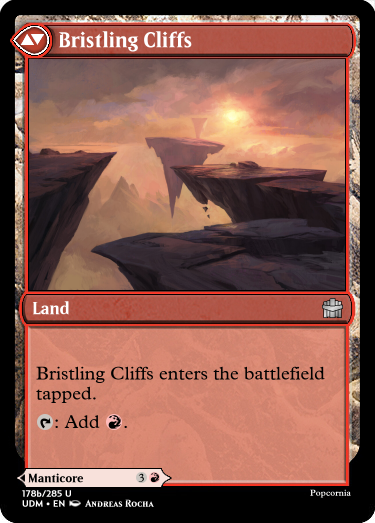 Bristling Cliffs
Land
Bristling Cliffs enters the battlefield
tapped.
: Add .
Manticore 3
178b/285 U
Popcornia
UDM • EN Andreas Rocha